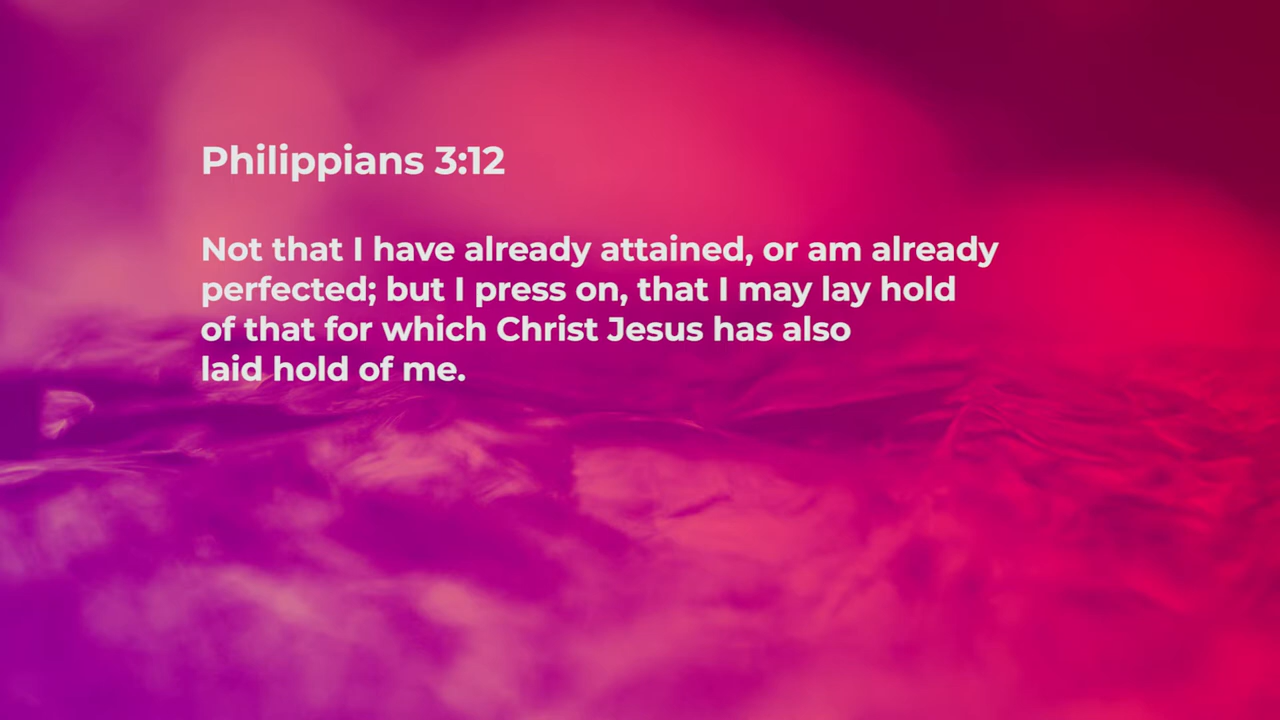 Philippians 3:12
Not that I have already attained, or am already
perfected; but I press on, that I may lay hold
of that for which Christ Jesus has also
laid hold of me.